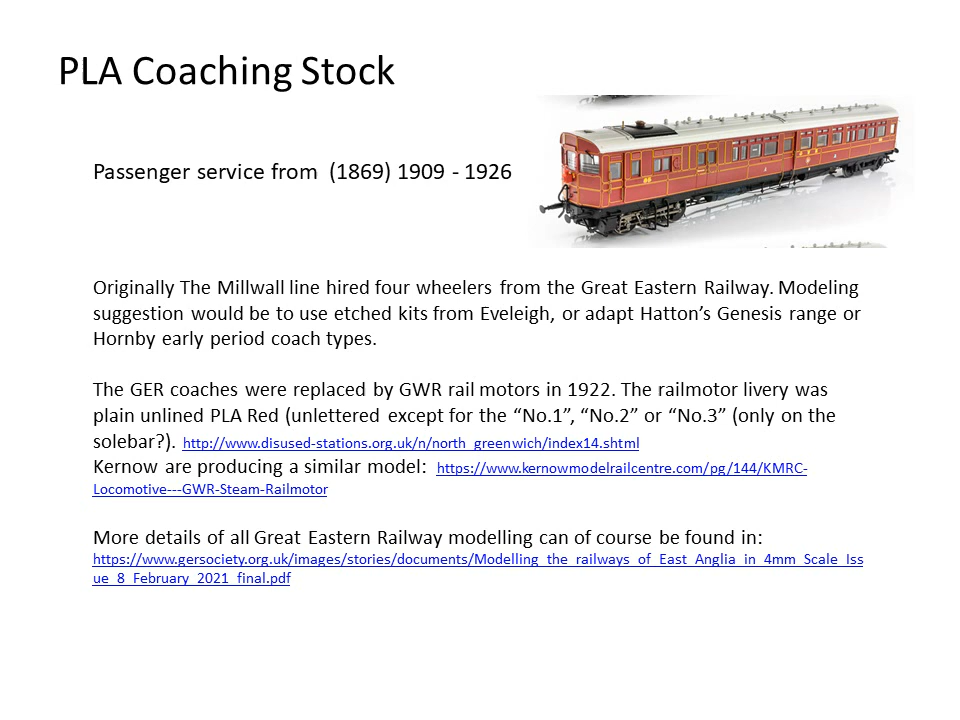 PLA Coaching Stock
Passenger service from (1869) 1909 - 1926
Originally The Millwall line hired four wheelers from the Great Eastern Railway. Modeling
suggestion would be to use etched kits from Eveleigh, or adapt Hatton’s Genesis range or
Hornby early period coach types.
The GER coaches were replaced by GWR rail motors in 1922. The railmotor livery was
plain unlined PLA Red (unlettered except for the “No.1”, “No.2” or “No.3” (only on the
solebar?). http://www.disused-stations.org.uk/n/north_greenwich/index14.shtml
Kernow are producing a similar model: https://www.kernowmodelrailcentre.com/pg/144/KMRC-
Locomotive---GWR-Steam-Railmotor
More details of all Great Eastern Railway modelling can of course be found in:
https://www.gersociety.org.uk/images/stories/documents/Modelling_the_railways_of_East_Anglia_in_4mm_Scale_Iss
ue_8_February_2021_final.pdf